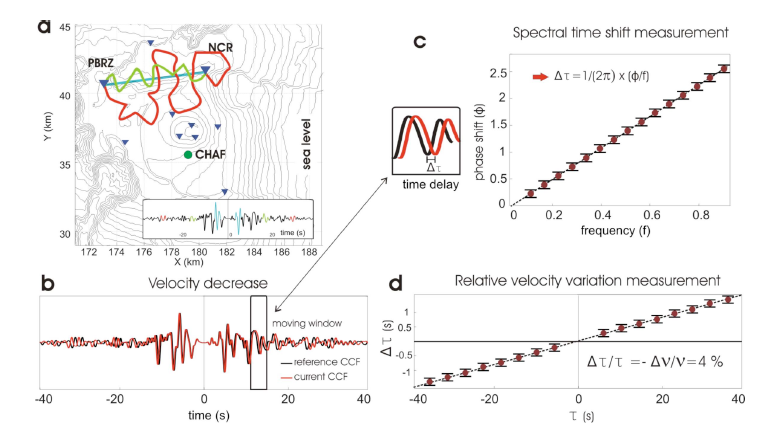 a
45
40
35
30
Y (km)
PBRZ
NCR
CHAF
sea level
-20
0
20
time (s)
172 174 176 178 180 182 184 186 188
X (km)
b
Velocity decrease
moving window
reference CCF
current CCF
-40 -20 0 20 40
time (s)
Δτ
time delay
c
Spectral time shift measurement
Δτ=1/(2π) x (ϕ/f)
2.5
2
1.5
1
0.5
0
phase shift (ϕ)
0 0.2 0.4 0.6 0.8
frequency (f)
d
Relative velocity variation measurement
1
0.5
-0.5
-1
Δτ (s)
Δτ/τ =- Δν/ν=4 %
-40 -20 0 20 40
τ (s)